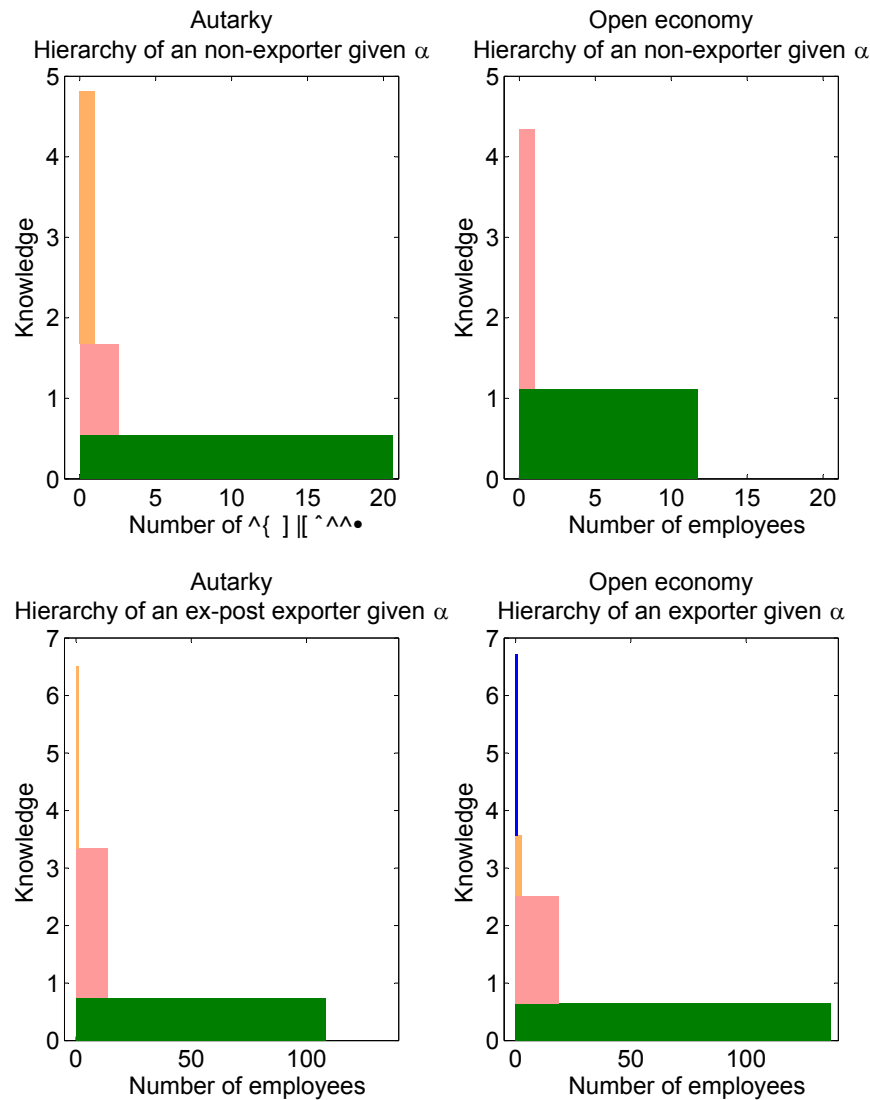 Autarky
Hierarchy of an non-exporter given α
5
4
3
2
1
0
Knowledge
0 5 10 15 20
Number of ^{ ] |[ ˆ^^•
Open economy
Hierarchy of an non-exporter given α
5
4
3
2
1
0
Knowledge
0 5 10 15 20
Number of employees
Autarky
Hierarchy of an ex-post exporter given α
7
6
5
4
3
2
1
0
Knowledge
0 50 100
Number of employees
Open economy
Hierarchy of an exporter given α
7
6
5
4
3
2
1
0
Knowledge
0 50 100
Number of employees